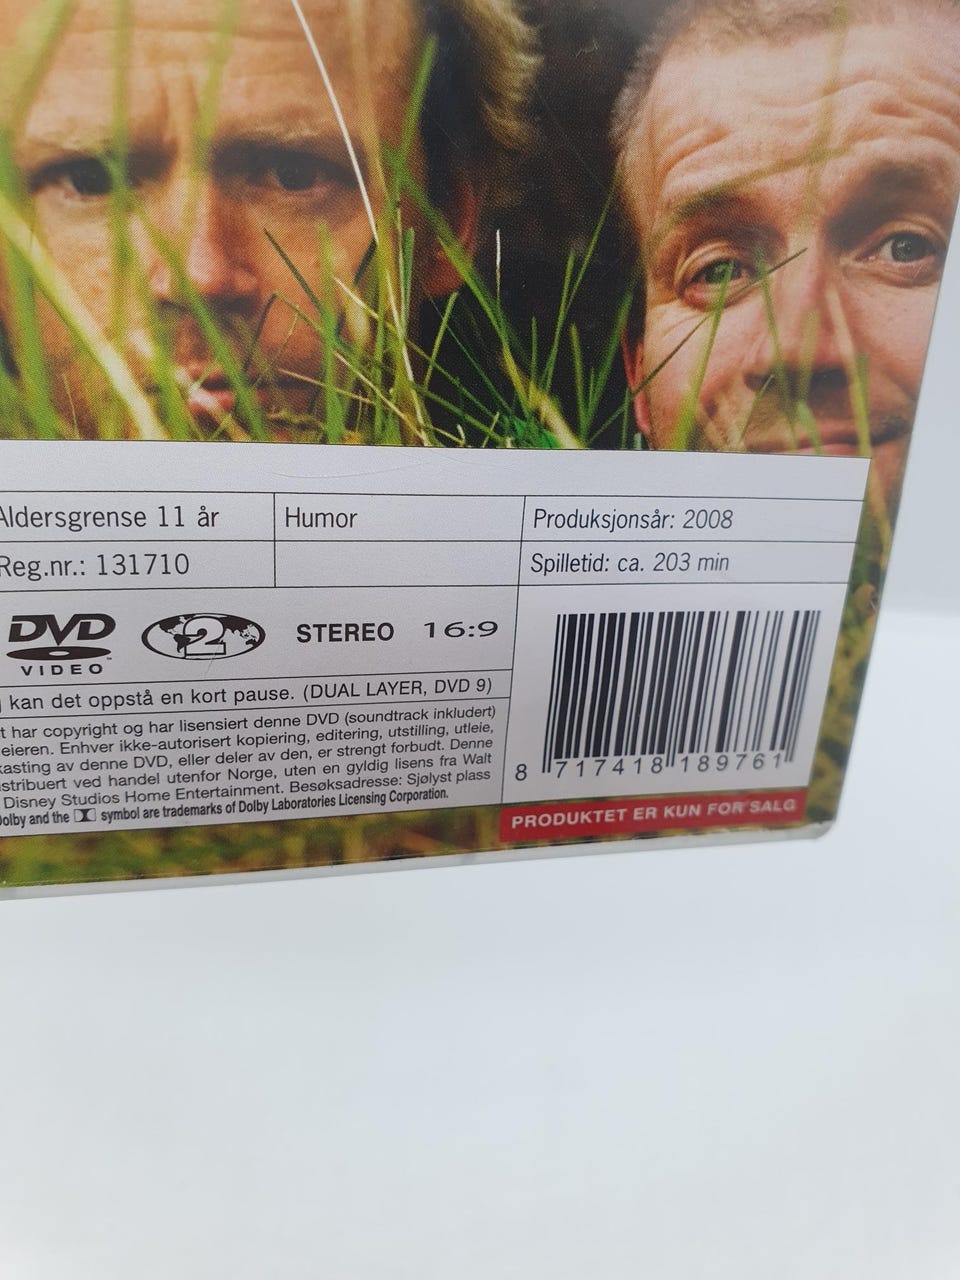 Aldersgrense 11 år
Humor
Produksjonsår: 2008
Reg.nr.: 131710
Spilletid: ca. 203 min
DVD
VIDEO
2
STEREO
16:9
kan det oppstå en kort pause. (DUAL LAYER, DVD 9)
t har copyright og har lisensiert denne DVD (soundtrack inkludert)
eieren. Enhver ikke-autorisert kopiering, editering, utstilling, utleie,
kasting av denne DVD, eller deler av den, er strengt forbudt. Denne
istribuert ved handel utenfor Norge, uten en gyldig lisens fra Walt
Disney Studios Home Entertainment. Besøksadresse: Sjølyst plass
Dolby and the symbol are trademarks of Dolby Laboratories Licensing Corporation.
8 717418 189761
PRODUKTET ER KUN FOR SALG